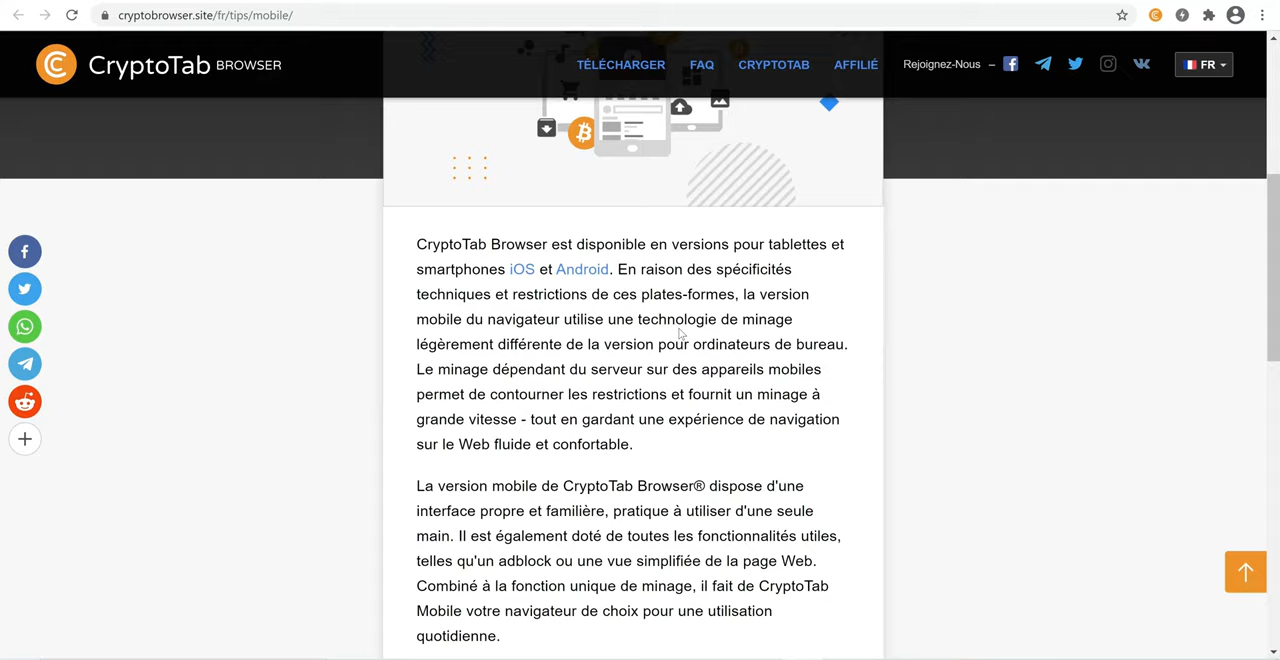 cryptobrowser.site/fr/tips/mobile/
CryptoTab BROWSER
TÉLÉCHARGER FAQ CRYPTOTAB AFFILIÉ Rejoignez-Nous – FR
CryptoTab Browser est disponible en versions pour tablettes et
smartphones iOS et Android. En raison des spécificités
techniques et restrictions de ces plates-formes, la version
mobile du navigateur utilise une technologie de minage
légèrement différente de la version pour ordinateurs de bureau.
Le minage dépendant du serveur sur des appareils mobiles
permet de contourner les restrictions et fournit un minage à
grande vitesse - tout en gardant une expérience de navigation
sur le Web fluide et confortable.
La version mobile de CryptoTab Browser® dispose d'une
interface propre et familière, pratique à utiliser d'une seule
main. Il est également doté de toutes les fonctionnalités utiles,
telles qu'un adblock ou une vue simplifiée de la page Web.
Combiné à la fonction unique de minage, il fait de CryptoTab
Mobile votre navigateur de choix pour une utilisation
quotidienne.